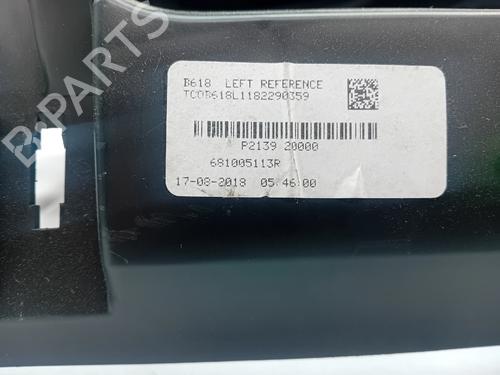 B618 LEFT REFERENCE
TCOB618L1182290359
P2139 20000
681005113R
17-08-2018 05:46:00
B-PARTS